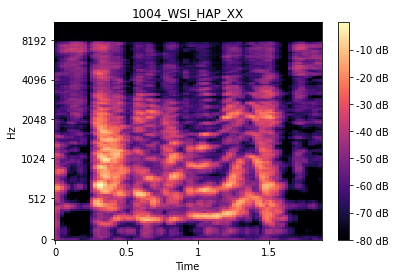 1004_WSI_HAP_XX
8192
4096
2048
1024
512
0
Hz
0
0.5
1
1.5
Time
-10 dB
-20 dB
-30 dB
-40 dB
-50 dB
-60 dB
-70 dB
-80 dB